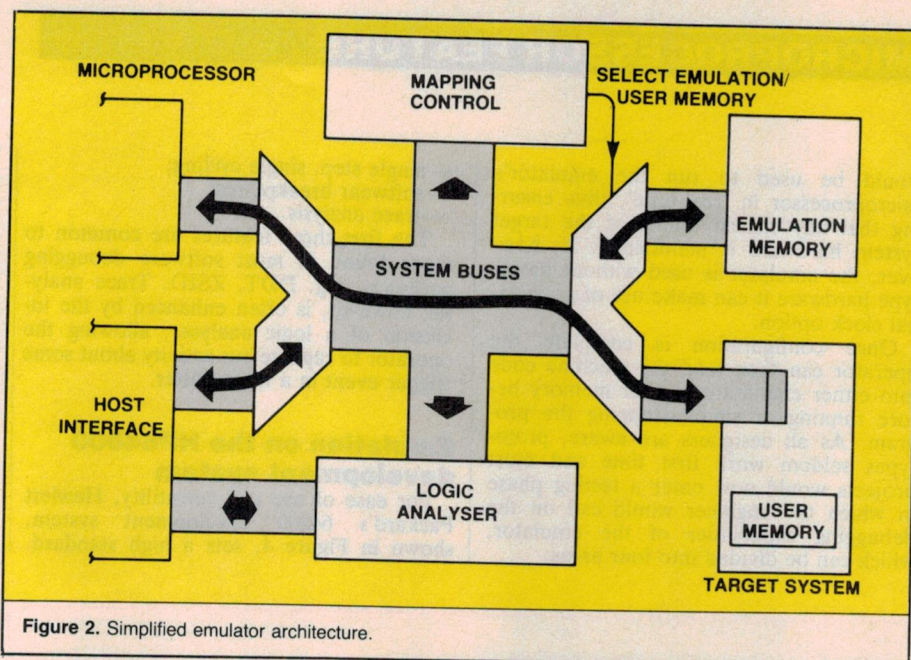 MICROPROCESSOR
MAPPING
CONTROL
SELECT EMULATION/
USER MEMORY
EMULATION
MEMORY
SYSTEM BUSES
HOST
INTERFACE
LOGIC
ANALYSER
USER
MEMORY
TARGET SYSTEM
Figure 2. Simplified emulator architecture.